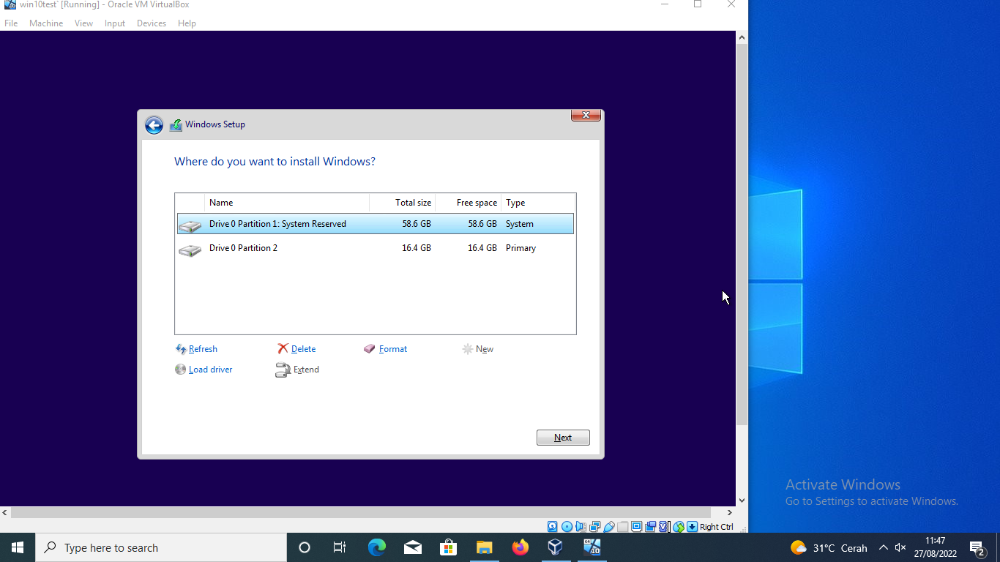 win10test` [Running] - Oracle VM VirtualBox
File Machine View Input Devices Help
Windows Setup
Where do you want to install Windows?
Name Total size Free space Type
Drive 0 Partition 1: System Reserved 58.6 GB 58.6 GB System
Drive 0 Partition 2 16.4 GB 16.4 GB Primary
Refresh Delete Format New
Load driver Extend
Next
Activate Windows
Go to Settings to activate Windows.
Right Ctrl
Type here to search
31°C Cerah
11:47
27/08/2022
2